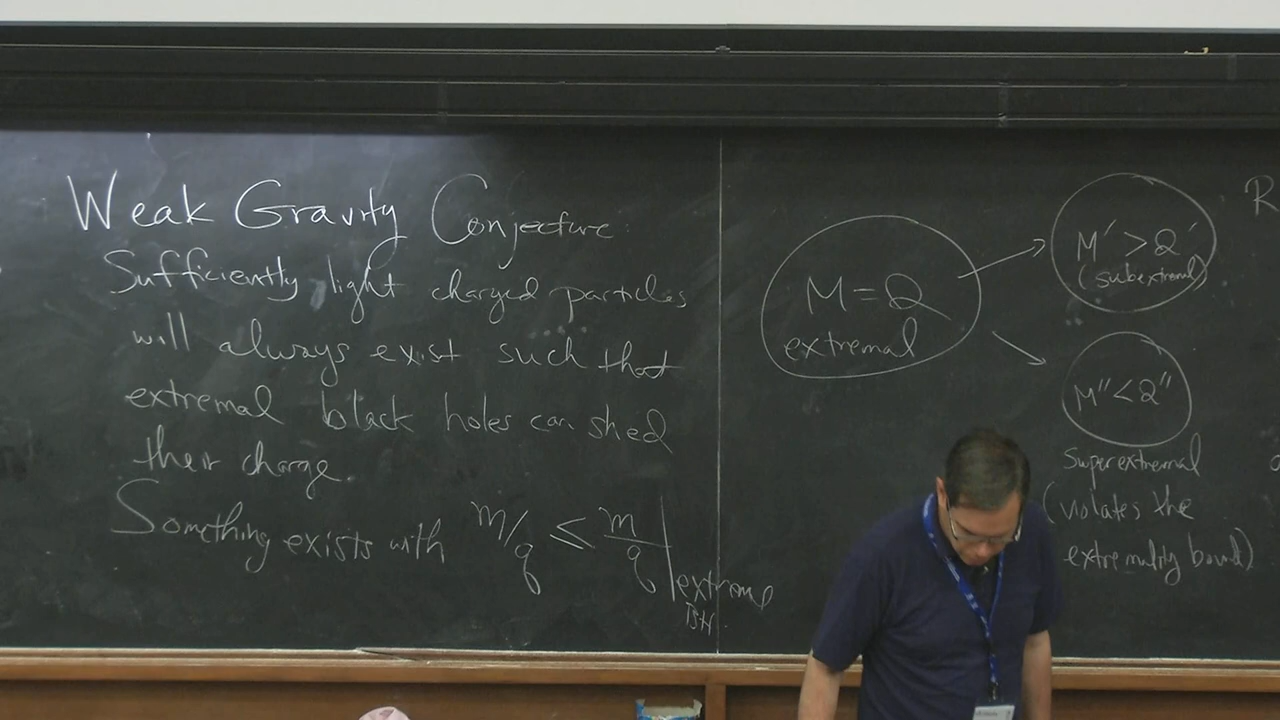 Weak Gravity Conjecture:
Sufficiently light charged particles
will always exist such that
extremal black holes can shed
their charge.
Something exists with m/q ≤ m/q | extreme
BH.
M=Q
extremal
M' > Q'
(subextremal)
M'' < Q''
Superextremal
(violates the
extremality bound)
R